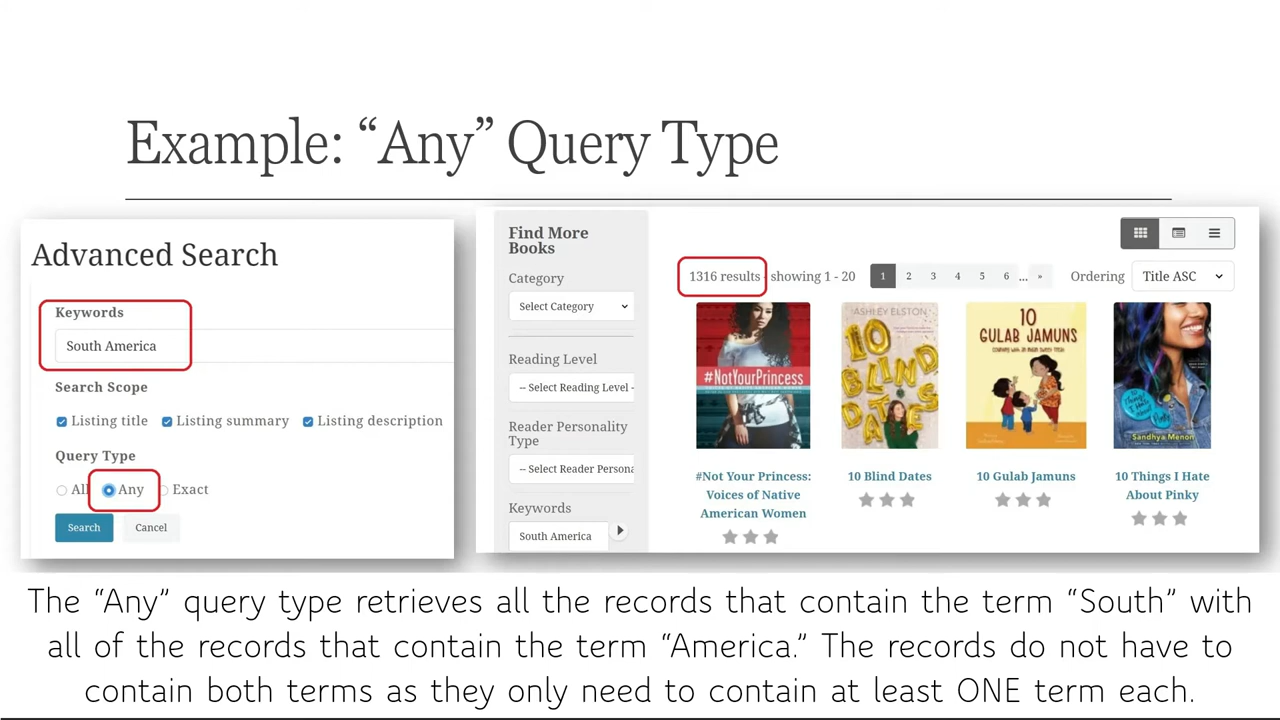 Example: “Any” Query Type
Advanced Search
Keywords
South America
Search Scope
Listing title Listing summary Listing description
Query Type
Any Exact
Search Cancel
Find More
Books
Category
Select Category
Reading Level
-- Select Reading Level -
Reader Personality
Type
-- Select Reader Persona
Keywords
South America
1316 results showing 1 - 20 1 2 3 4 5 6 ... » Ordering Title ASC
#NotYourPrincess
#Not Your Princess:
Voices of Native
American Women
ASHLEY ELSTON
10
BLIND
DATES
10 Blind Dates
10
GULAB JAMUNS
10 Gulab Jamuns
Sandhya Menon
10 Things I Hate
About Pinky
The “Any” query type retrieves all the records that contain the term “South” with
all of the records that contain the term “America.” The records do not have to
contain both terms as they only need to contain at least ONE term each.